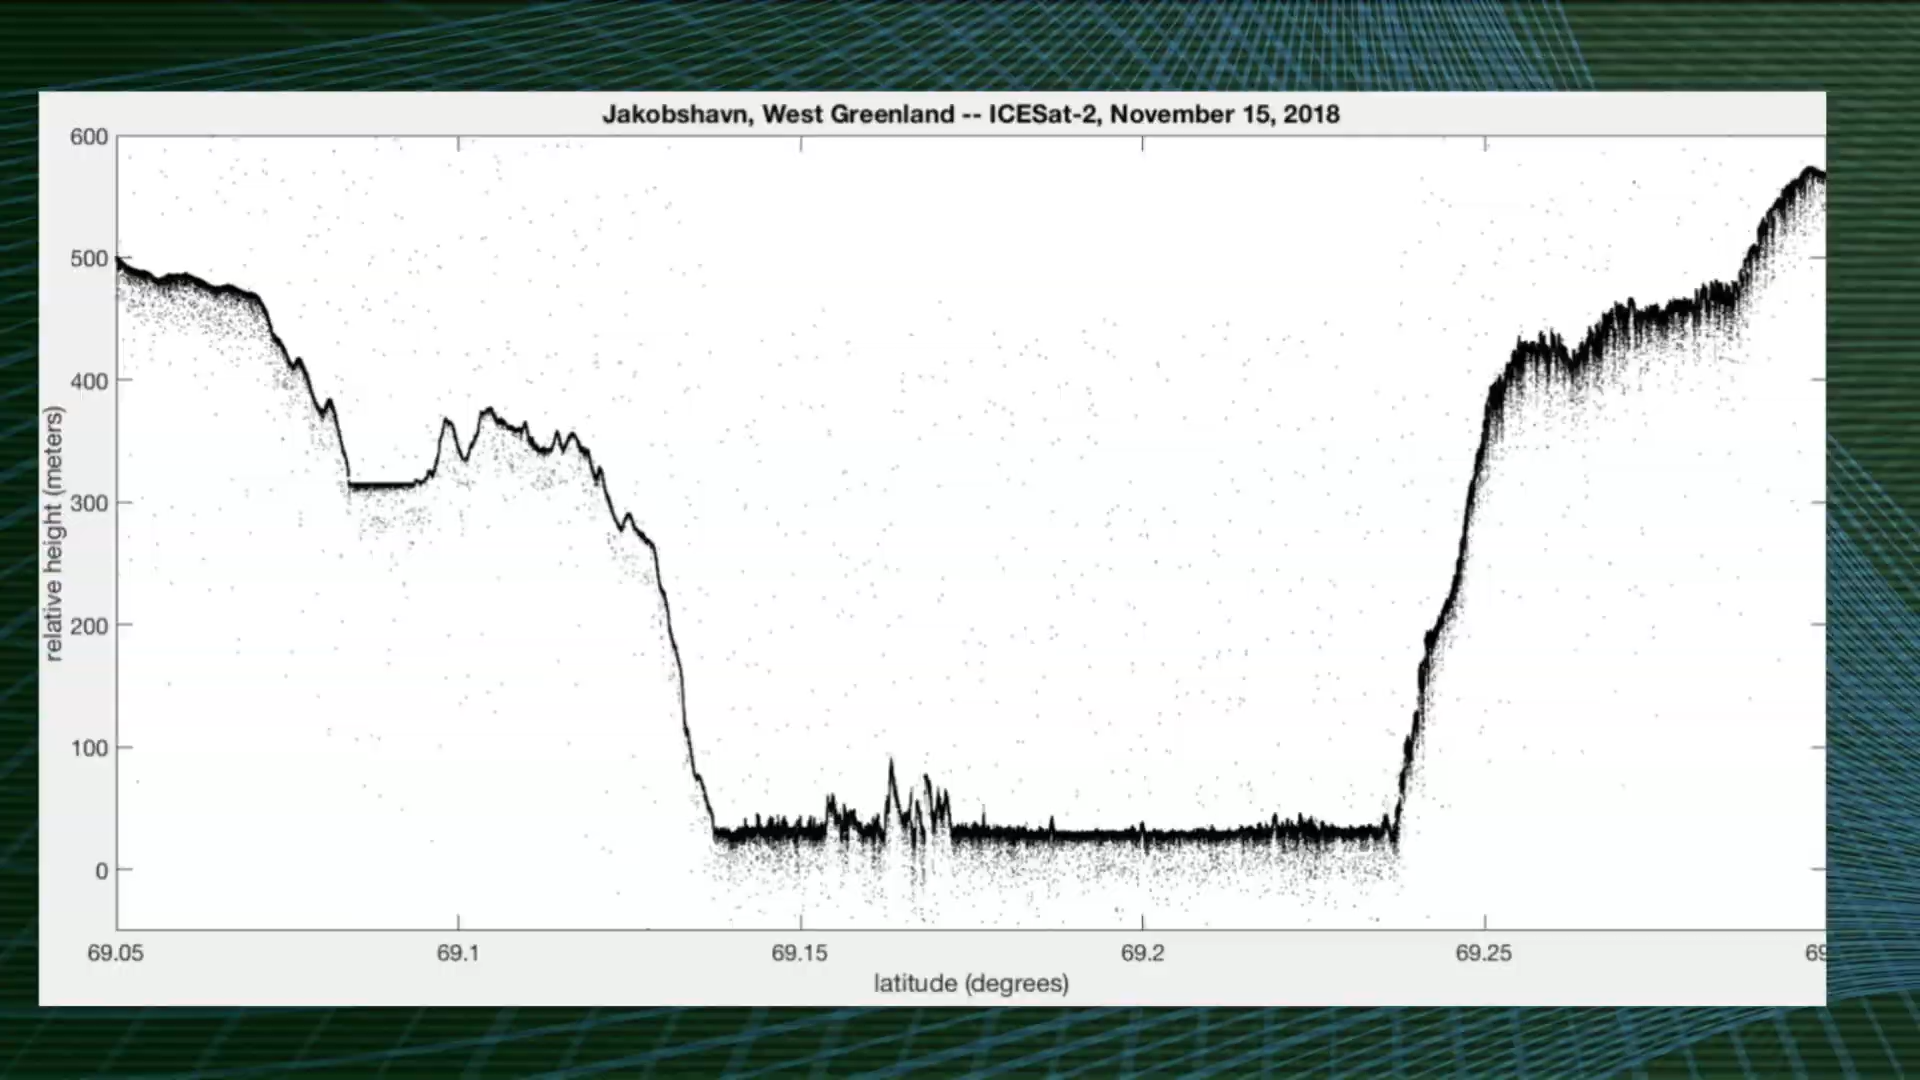 Jakobshavn, West Greenland -- ICESat-2, November 15, 2018
600
500
400
300
200
100
0
relative height (meters)
69.05 69.1 69.15 69.2 69.25 69
latitude (degrees)